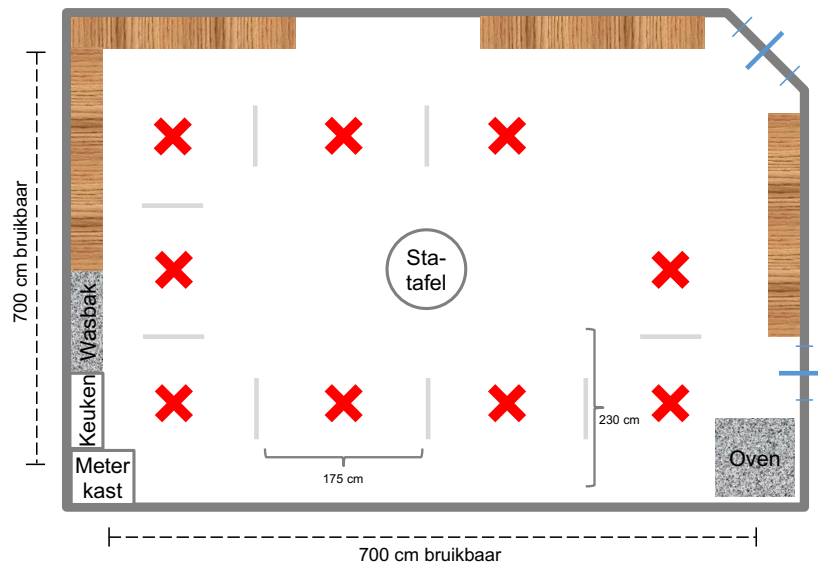 700 cm bruikbaar
Wasbak
Keuken
Meter
kast
Sta-
tafel
230 cm
175 cm
Oven
700 cm bruikbaar